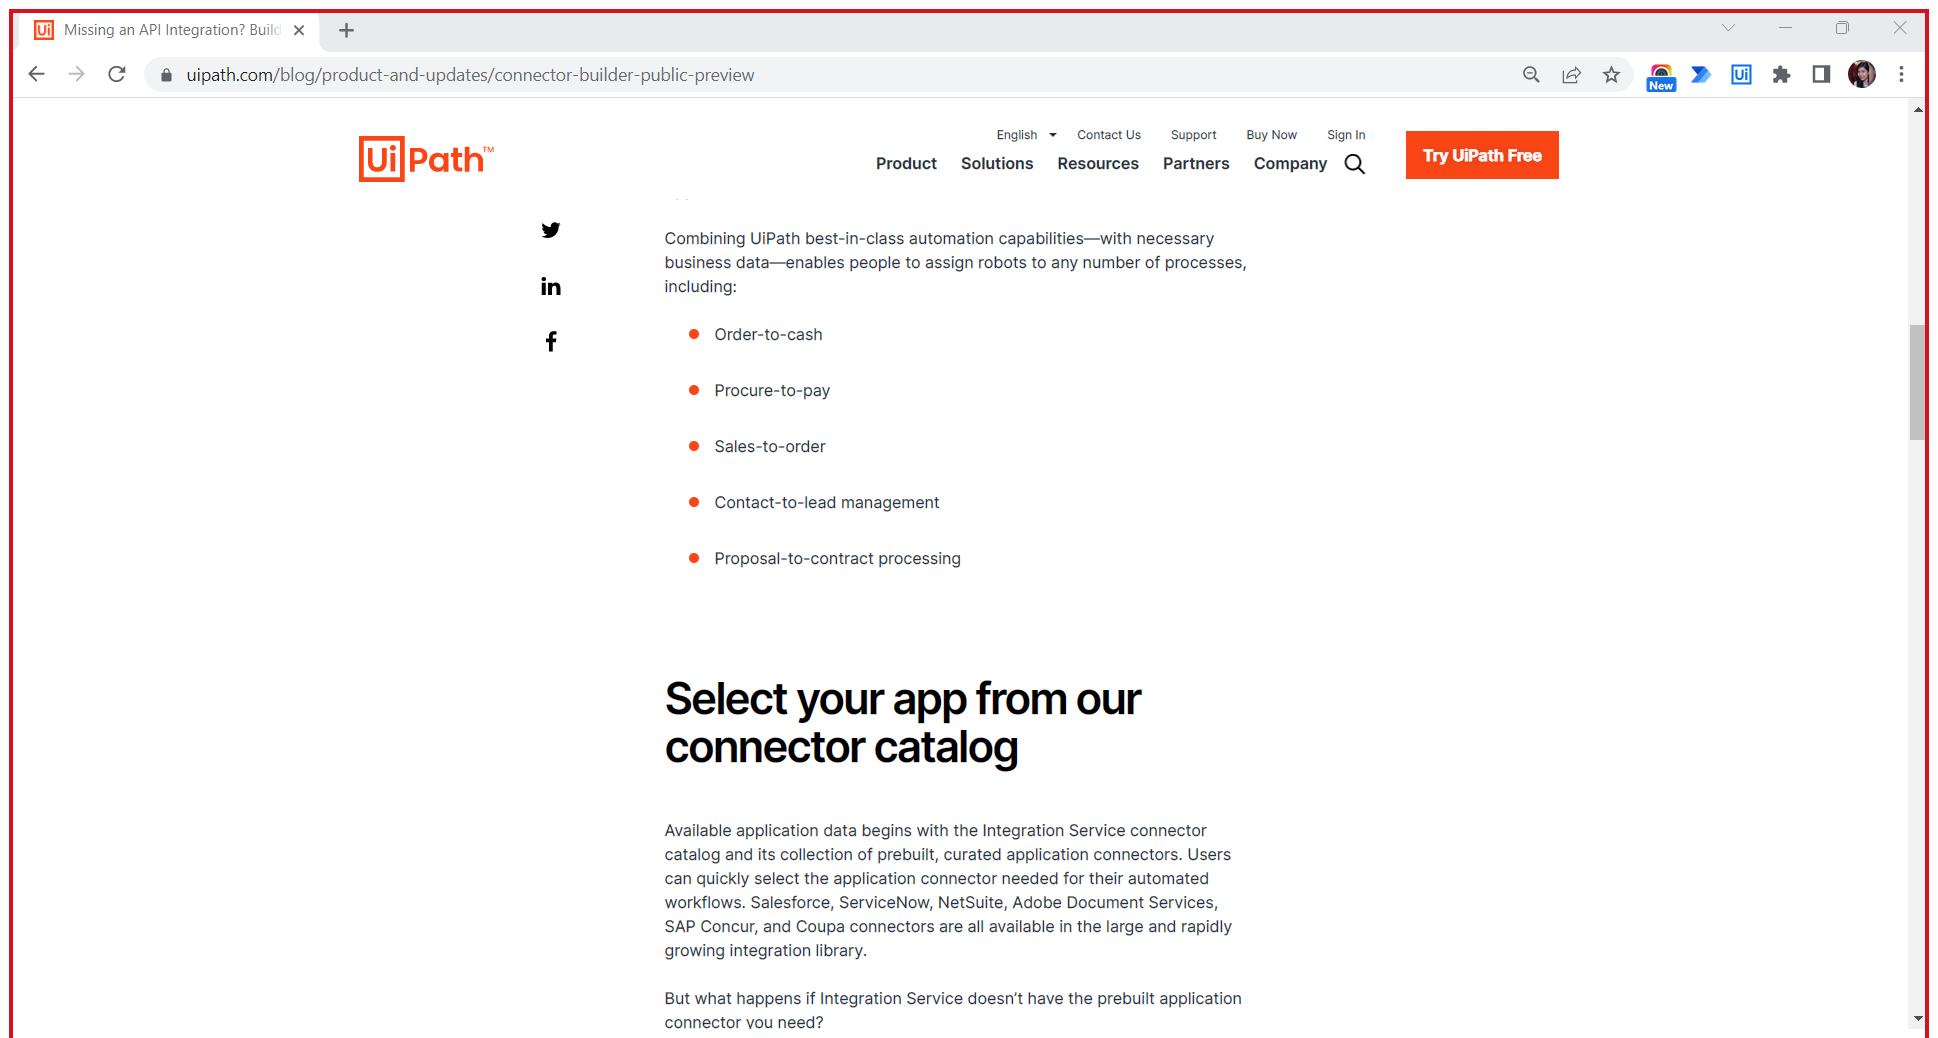 Ui Missing an API Integration? Build
uipath.com/blog/product-and-updates/connector-builder-public-preview
New
Ui
English Contact Us Support Buy Now Sign In
UiPath™
Product Solutions Resources Partners Company
Try UiPath Free
Combining UiPath best-in-class automation capabilities—with necessary
business data—enables people to assign robots to any number of processes,
including:
Order-to-cash
Procure-to-pay
Sales-to-order
Contact-to-lead management
Proposal-to-contract processing
Select your app from our
connector catalog
Available application data begins with the Integration Service connector
catalog and its collection of prebuilt, curated application connectors. Users
can quickly select the application connector needed for their automated
workflows. Salesforce, ServiceNow, NetSuite, Adobe Document Services,
SAP Concur, and Coupa connectors are all available in the large and rapidly
growing integration library.
But what happens if Integration Service doesn’t have the prebuilt application
connector you need?